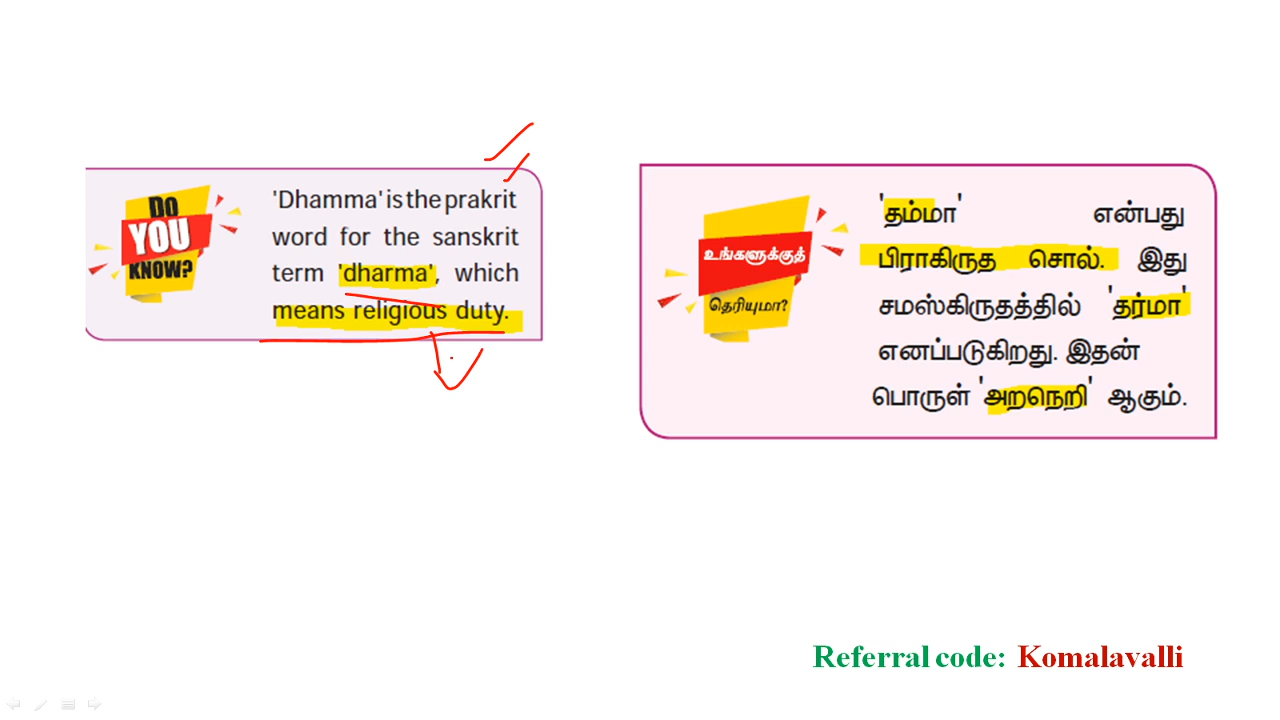 DO
YOU
KNOW?
'Dhamma' is the prakrit
word for the sanskrit
term 'dharma', which
means religious duty.
உங்களுக்குத்
தெரியுமா?
'தம்மா' என்பது
பிராகிருத சொல். இது
சமஸ்கிருதத்தில் 'தர்மா'
எனப்படுகிறது. இதன்
பொருள் 'அறநெறி' ஆகும்.
Referral code: Komalavalli